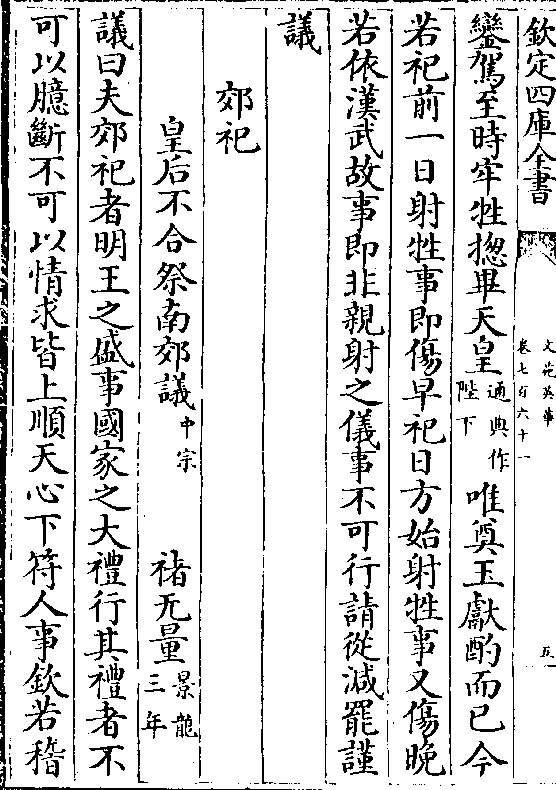 欽定四庫全書
文苑英華
卷七百六十一
五
鑾駕至時牢牲揔畢天皇通典作陛下唯奠玉獻酌而已今
若祀前一日射牲事即傷早祀日方始射牲事又傷晚
若依漢武故事即非親射之儀事不可行請從減罷謹
議
郊祀
皇后不合祭南郊議中宗 褚无量景龍三年
議曰夫郊祀者明王之盛事國家之大禮行其禮者不
可以臆斷不可以情求皆上順天心下符人事欽若稽